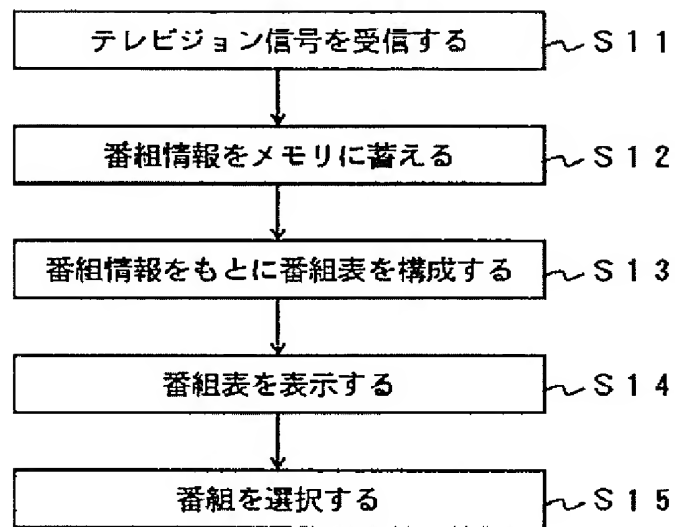 テレビジョン信号を受信する S11
番組情報をメモリに蓄える S12
番組情報をもとに番組表を構成する S13
番組表を表示する S14
番組を選択する S15